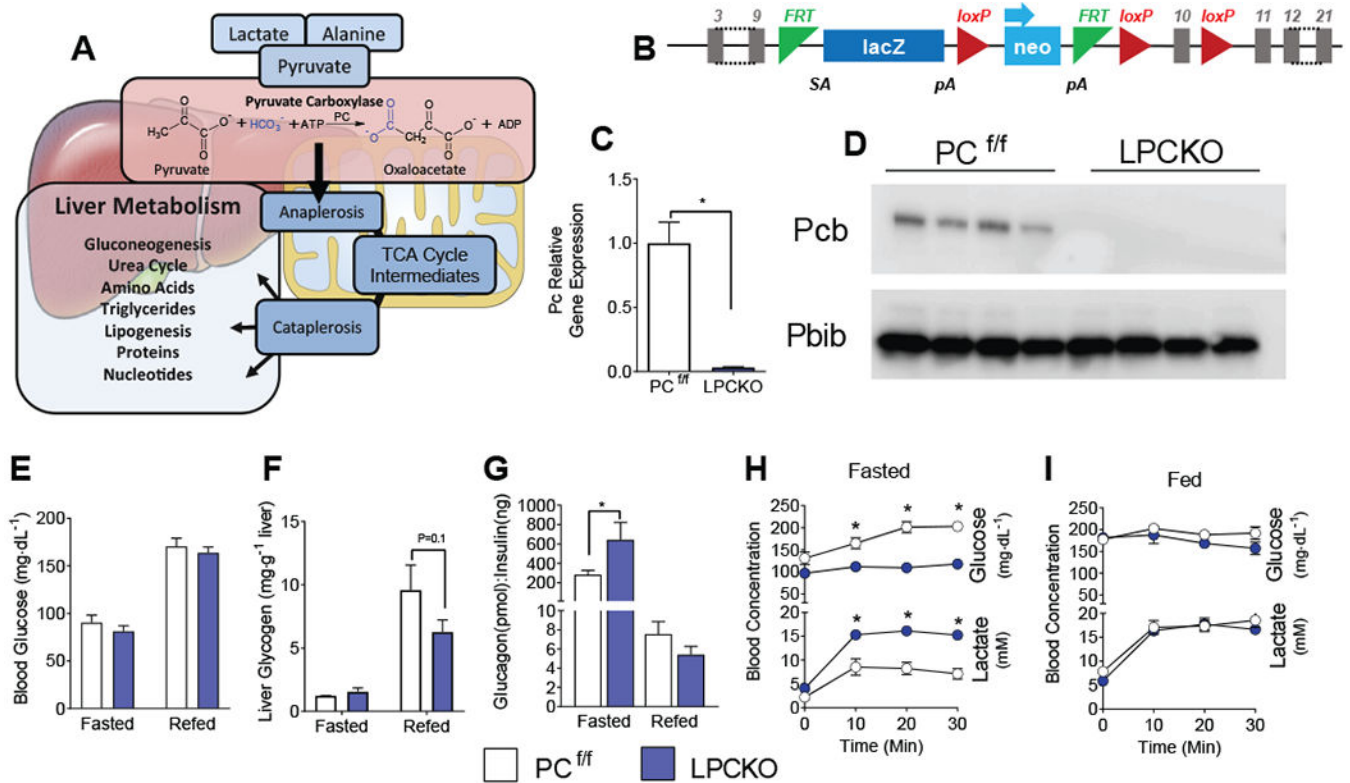 A
Lactate
Alanine
Pyruvate
Pyruvate Carboxylase
H₃C
O
O
O⁻
+
HCO₃⁻
+ATP
PC
O
⁻O
CH₂
O
O
O⁻
+ ADP
Pyruvate
Oxaloacetate
Liver Metabolism
Gluconeogenesis
Urea Cycle
Amino Acids
Triglycerides
Lipogenesis
Proteins
Nucleotides
Anaplerosis
TCA Cycle
Intermediates
Cataplerosis
B
3
9
FRT
loxP
FRT
loxP
10
loxP
11
12
21
lacZ
neo
SA
pA
pA
C
Pc Relative
Gene Expression
1.5
1.0
0.5
0.0
*
PC f/f
LPCKO
D
PC f/f
LPCKO
Pcb
Pbib
E
Blood Glucose (mg·dL⁻¹)
200
150
100
50
0
Fasted
Refed
F
Liver Glycogen (mg·g⁻¹ liver)
15
10
5
0
P=0.1
Fasted
Refed
G
Glucagon(pmol):Insulin(ng)
1000
800
600
400
200
8
6
4
2
0
*
Fasted
Refed
H
Fasted
Blood Concentration
250
200
150
100
50
0
20
15
10
5
0
* * *
* * *
Glucose
(mg·dL⁻¹)
Lactate
(mM)
0 10 20 30
Time (Min)
I
Fed
Blood Concentration
250
200
150
100
50
0
20
15
10
5
0
Glucose
(mg·dL⁻¹)
Lactate
(mM)
0 10 20 30
Time (Min)
PC f/f
LPCKO